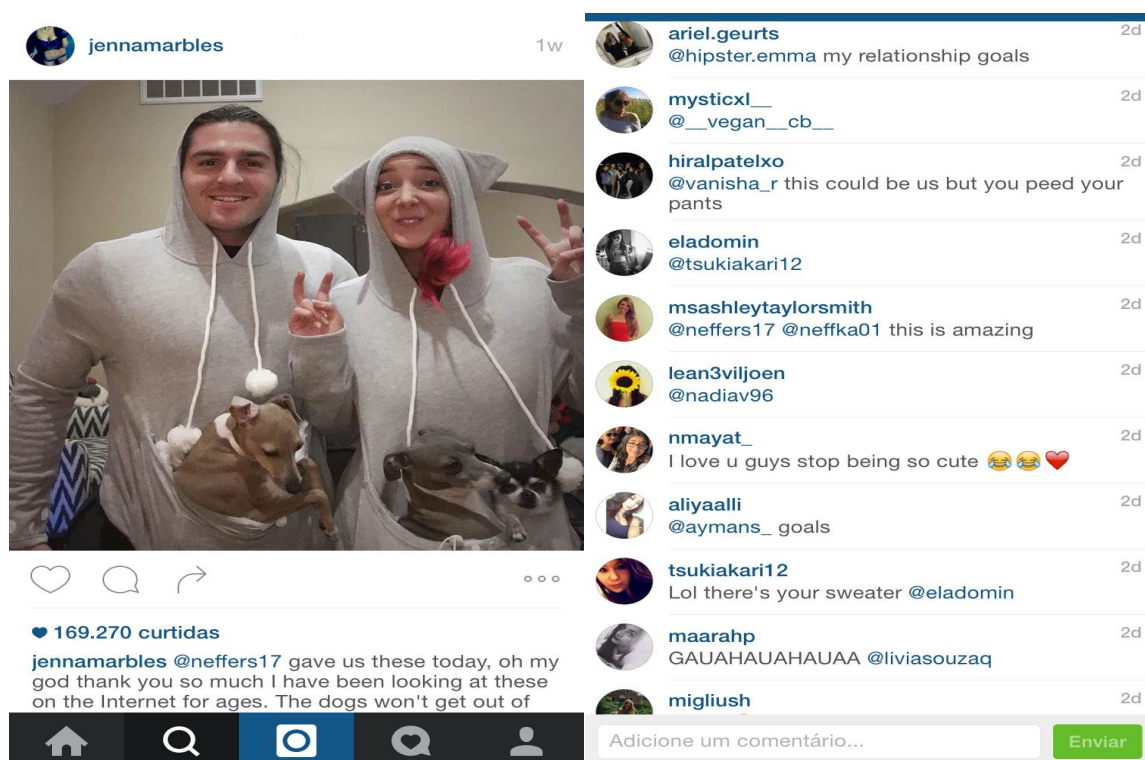 jennamarbles
1w
169.270 curtidas
jennamarbles @neffers17 gave us these today, oh my
god thank you so much I have been looking at these
on the Internet for ages. The dogs won't get out of
ariel.geurts
2d
@hipster.emma my relationship goals
mysticxl__
2d
@__vegan__cb__
hiralpatelxo
2d
@vanisha_r this could be us but you peed your
pants
eladomin
2d
@tsukiakari12
msashleytaylorsmith
2d
@neffers17 @neffka01 this is amazing
lean3viljoen
2d
@nadiav96
nmayat_
2d
I love u guys stop being so cute 😂😂❤️
aliyaalli
2d
@aymans_ goals
tsukiakari12
2d
Lol there's your sweater @eladomin
maarahp
2d
GAUAHAUAHAUAA @liviasouzaq
migliush
2d
Adicione um comentário...
Enviar